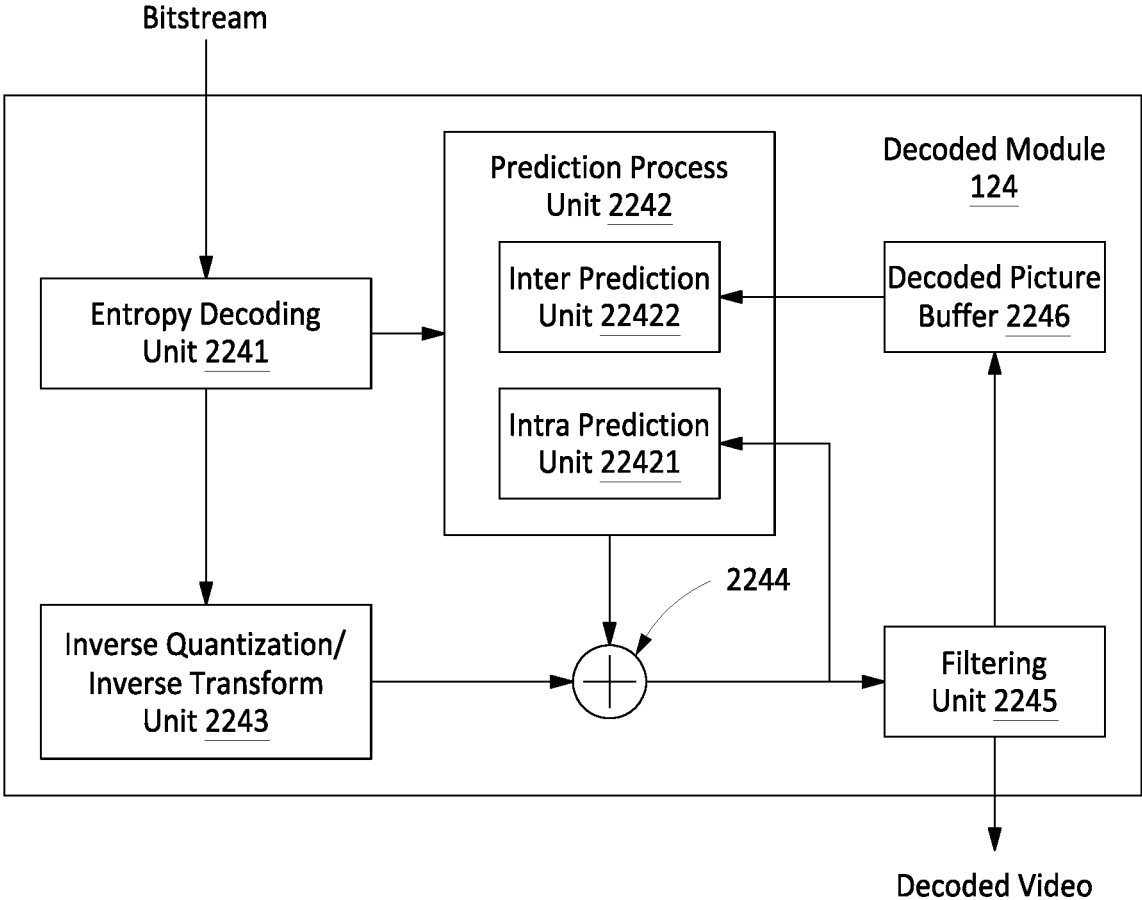 Bitstream
Prediction Process
Unit 2242
Decoded Module
124
Inter Prediction
Unit 22422
Decoded Picture
Buffer 2246
Entropy Decoding
Unit 2241
Intra Prediction
Unit 22421
2244
Inverse Quantization/
Inverse Transform
Unit 2243
Filtering
Unit 2245
Decoded Video